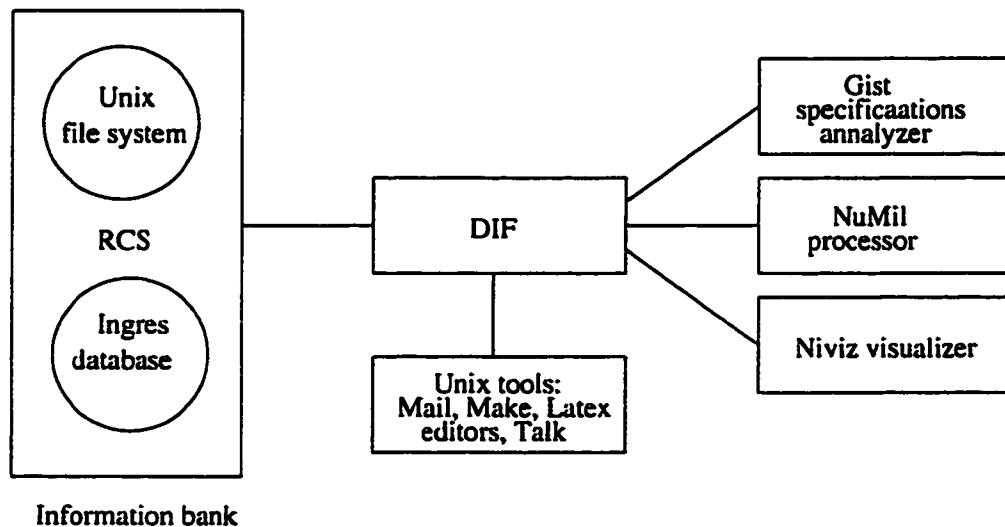 Unix
file system
RCS
Ingres
database
Information bank
DIF
Unix tools:
Mail, Make, Latex
editors, Talk
Gist
specificaations
annalyzer
NuMil
processor
Niviz visualizer